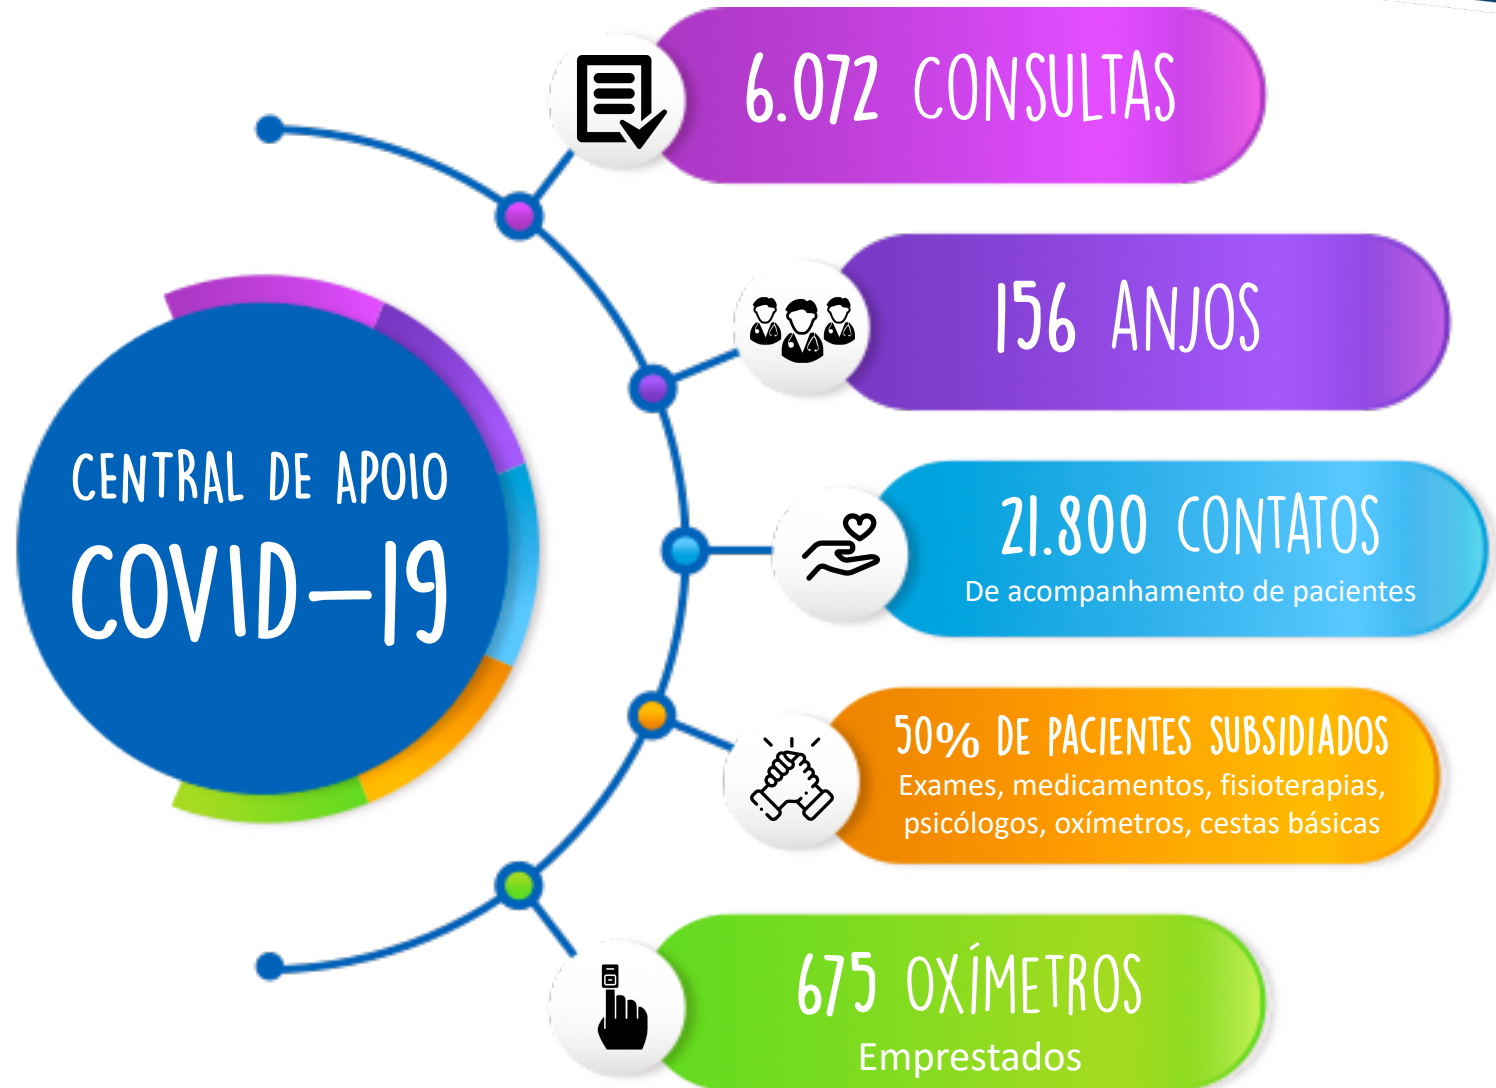 6.072 CONSULTAS
156 ANJOS
CENTRAL DE APOIO
COVID-19
21.800 CONTATOS
De acompanhamento de pacientes
50% DE PACIENTES SUBSIDIADOS
Exames, medicamentos, fisioterapias,
psicólogos, oxímetros, cestas básicas
675 OXÍMETROS
Emprestados